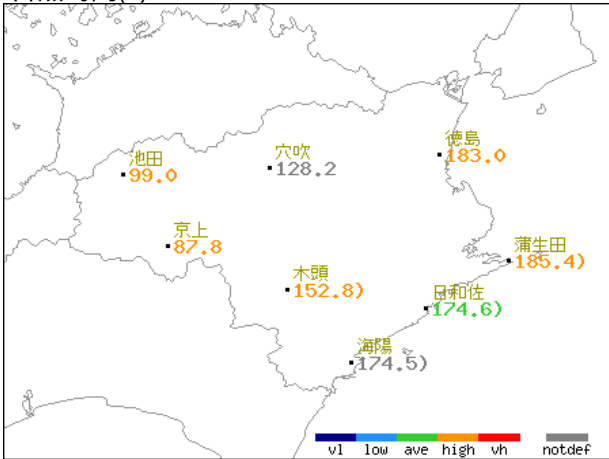 徳島
183.0
穴吹
128.2
池田
99.0
京上
87.8
蒲生田
185.4)
木頭
152.8)
日和佐
174.6)
海陽
174.5)
vl low ave high vh notdef